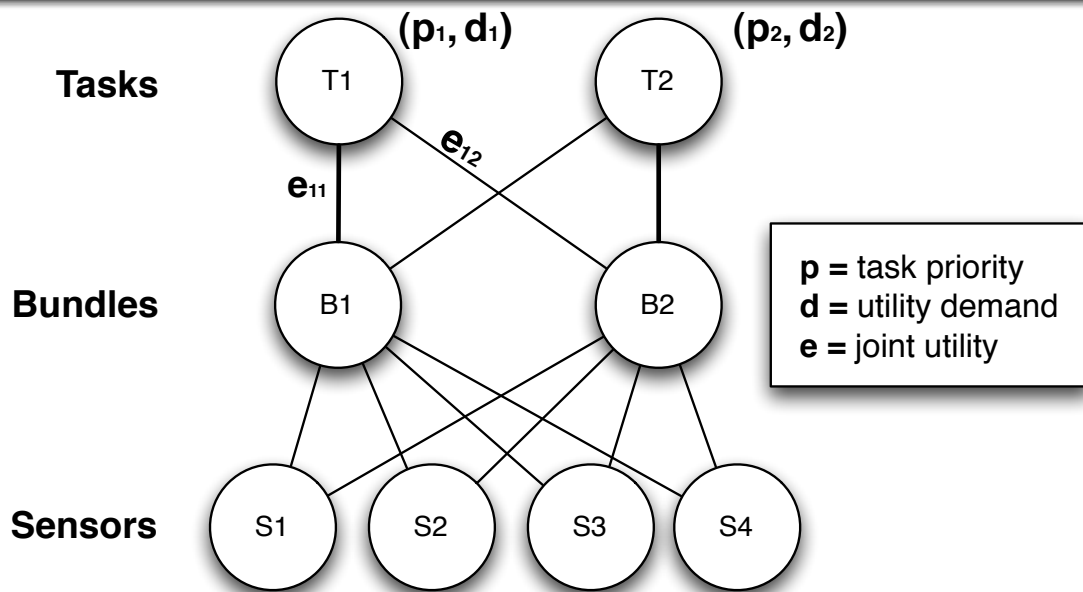 (p₁, d₁) (p₂, d₂)
Tasks T1 T2
e₁₂
e₁₁
p = task priority
d = utility demand
e = joint utility
Bundles B1 B2
Sensors S1 S2 S3 S4